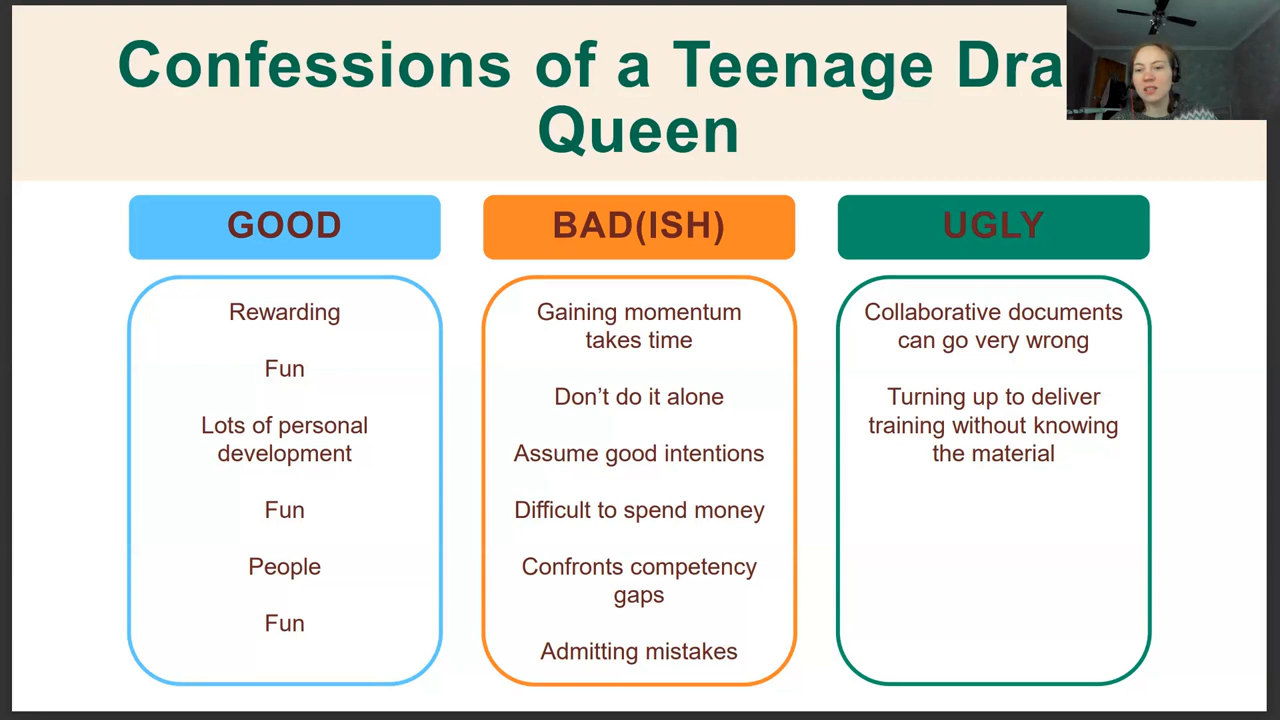 Confessions of a Teenage Dra
Queen
GOOD
Rewarding
Fun
Lots of personal
development
Fun
People
Fun
BAD(ISH)
Gaining momentum
takes time
Don’t do it alone
Assume good intentions
Difficult to spend money
Confronts competency
gaps
Admitting mistakes
UGLY
Collaborative documents
can go very wrong
Turning up to deliver
training without knowing
the material